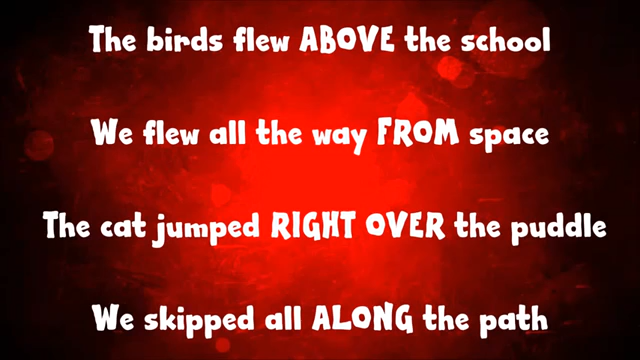 The birds flew ABOVE the school
We flew all the way FROM space
The cat jumped RIGHT OVER the puddle
We skipped all ALONG the path